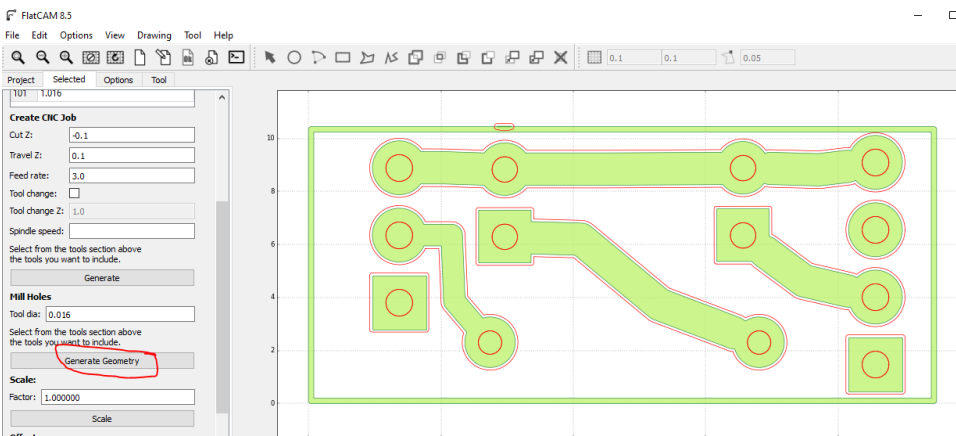 FlatCAM 8.5
File Edit Options View Drawing Tool Help
0.1 0.1 0.05
Project Selected Options Tool
101 1.016
Create CNC Job
Cut Z: -0.1
Travel Z: 0.1
Feed rate: 3.0
Tool change:
Tool change Z: 1.0
Spindle speed:
Select from the tools section above
the tools you want to include.
Generate
Mill Holes
Tool dia: 0.016
Select from the tools section above
the tools you want to include.
Generate Geometry
Scale:
Factor: 1.000000
Scale
10
8
6
4
2
0